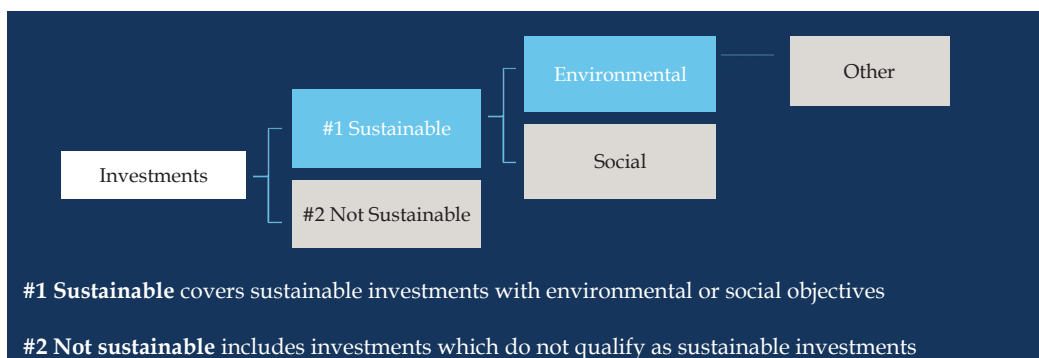 Environmental
Other
#1 Sustainable
Social
Investments
#2 Not Sustainable
#1 Sustainable covers sustainable investments with environmental or social objectives
#2 Not sustainable includes investments which do not qualify as sustainable investments